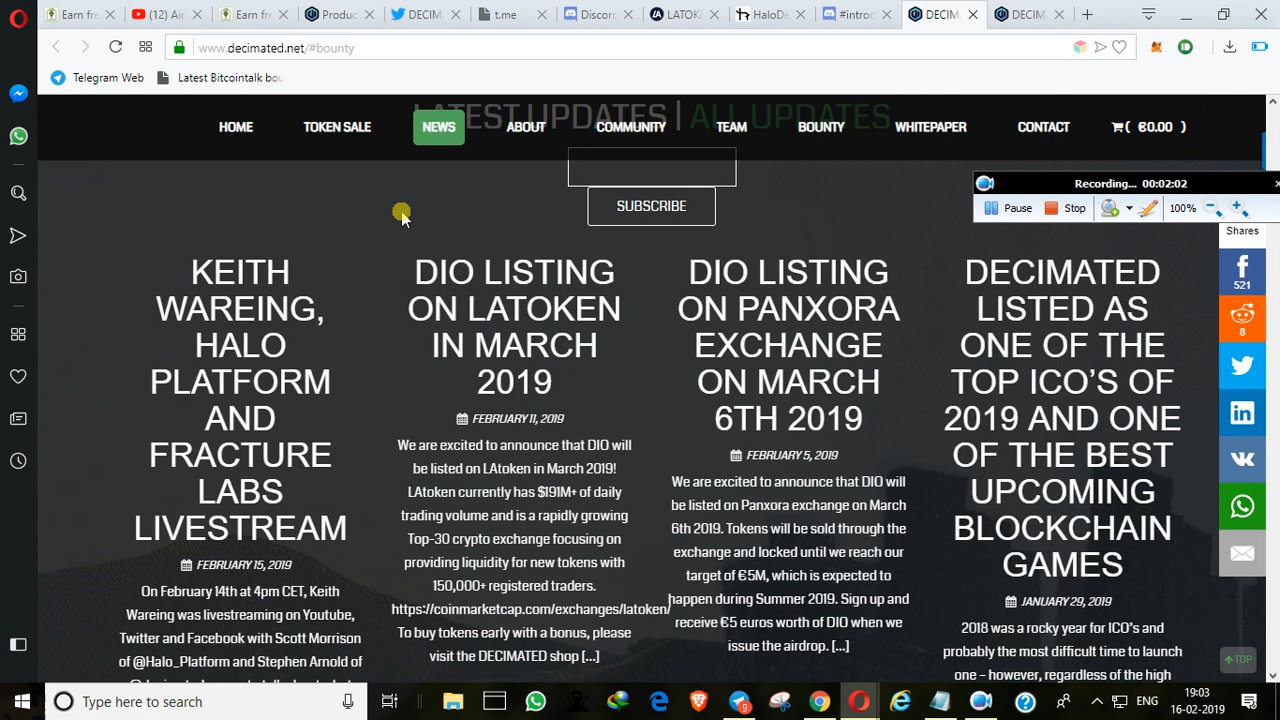 Earn fre
(12) Air
Earn fre
Produc
DECIM
t.me
Discord
LATOK
HaloDe
#introd
DECIM
DECIM
www.decimated.net/#bounty
Telegram Web
Latest Bitcointalk bou
LATEST UPDATES | ALL UPDATES
HOME TOKEN SALE NEWS ABOUT COMMUNITY TEAM BOUNTY WHITEPAPER CONTACT ( €0.00 )
SUBSCRIBE
Recording... 00:02:02
Pause Stop 100%
Shares
521
8
KEITH
WAREING,
HALO
PLATFORM
AND
FRACTURE
LABS
LIVESTREAM
FEBRUARY 15, 2019
On February 14th at 4pm CET, Keith
Wareing was livestreaming on Youtube,
Twitter and Facebook with Scott Morrison
of @Halo_Platform and Stephen Arnold of
DIO LISTING
ON LATOKEN
IN MARCH
2019
FEBRUARY 11, 2019
We are excited to announce that DIO will
be listed on LAtoken in March 2019!
LAtoken currently has $191M+ of daily
trading volume and is a rapidly growing
Top-30 crypto exchange focusing on
providing liquidity for new tokens with
150,000+ registered traders.
https://coinmarketcap.com/exchanges/latoken/
To buy tokens early with a bonus, please
visit the DECIMATED shop [...]
DIO LISTING
ON PANXORA
EXCHANGE
ON MARCH
6TH 2019
FEBRUARY 5, 2019
We are excited to announce that DIO will
be listed on Panxora exchange on March
6th 2019. Tokens will be sold through the
exchange and locked until we reach our
target of €5M, which is expected to
happen during Summer 2019. Sign up and
receive €5 euros worth of DIO when we
issue the airdrop. [...]
DECIMATED
LISTED AS
ONE OF THE
TOP ICO'S OF
2019 AND ONE
OF THE BEST
UPCOMING
BLOCKCHAIN
GAMES
JANUARY 29, 2019
2018 was a rocky year for ICO's and
probably the most difficult time to launch
one – however, regardless of the high
TOP
Type here to search
9
ENG
19:03
16-02-2019